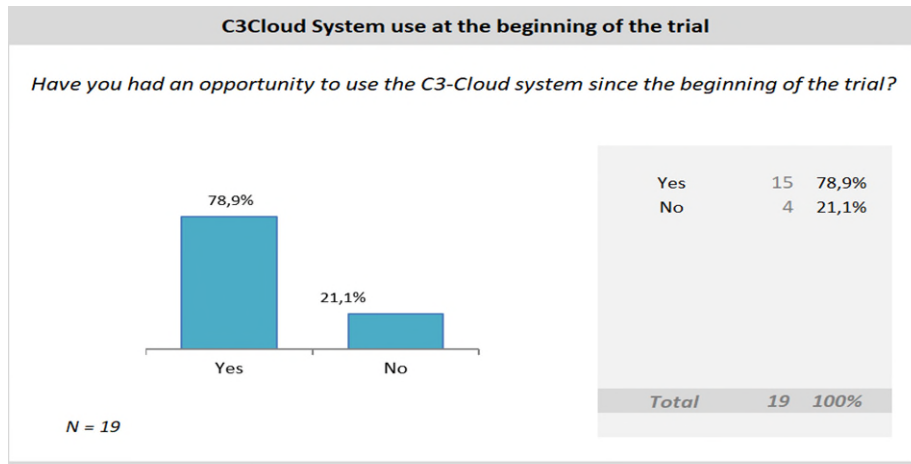 C3Cloud System use at the beginning of the trial
Have you had an opportunity to use the C3-Cloud system since the beginning of the trial?
78,9%
21,1%
Yes No
N = 19
Yes 15 78,9%
No 4 21,1%
Total 19 100%